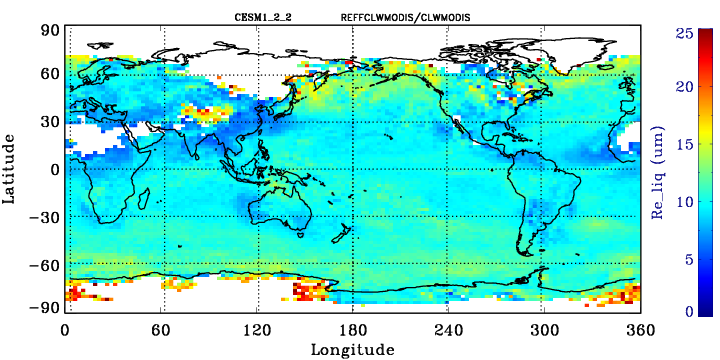 CESM1_2_2 REFFCLWMODIS/CLWMODIS
90
60
30
0
-30
-60
-90
Latitude
0 60 120 180 240 300 360
Longitude
25
20
15
10
5
0
Re_liq (um)